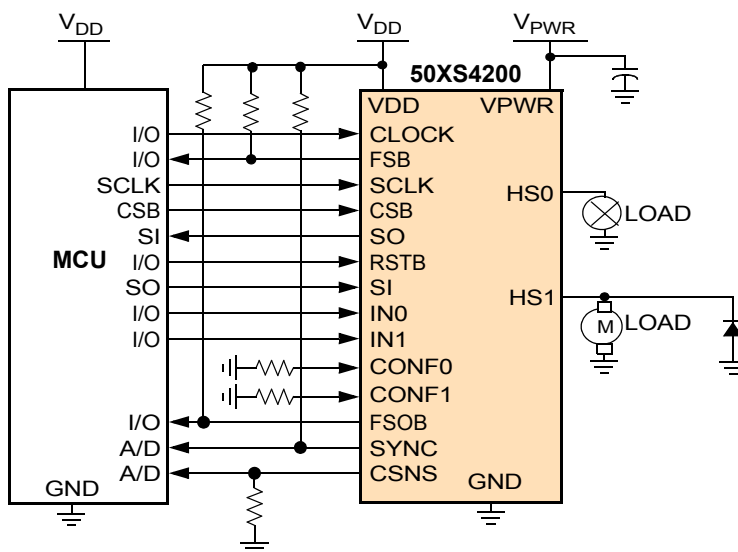 VDD VDD VPWR
50XS4200
VDD VPWR
I/O CLOCK
I/O FSB
SCLK SCLK
CSB CSB
HS0 LOAD
SI SO
MCU
I/O RSTB
SO SI
HS1
I/O IN0
M LOAD
I/O IN1
CONF0
CONF1
I/O FSOB
A/D SYNC
A/D CSNS
GND GND